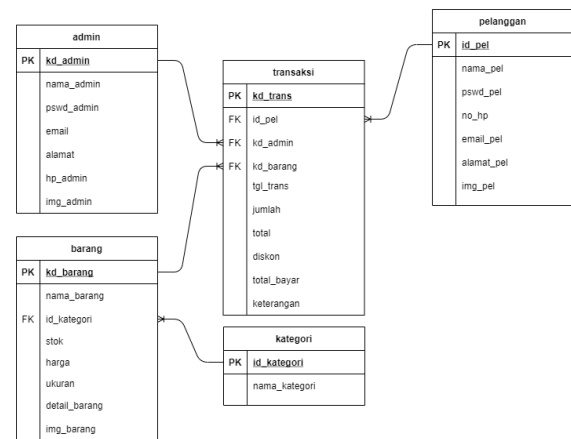 admin
PK kd_admin
nama_admin
pswd_admin
email
alamat
hp_admin
img_admin
transaksi
PK kd_trans
FK id_pel
FK kd_admin
FK kd_barang
tgl_trans
jumlah
total
diskon
total_bayar
keterangan
pelanggan
PK id_pel
nama_pel
pswd_pel
no_hp
email_pel
alamat_pel
img_pel
barang
PK kd_barang
nama_barang
FK id_kategori
stok
harga
ukuran
detail_barang
img_barang
kategori
PK id_kategori
nama_kategori